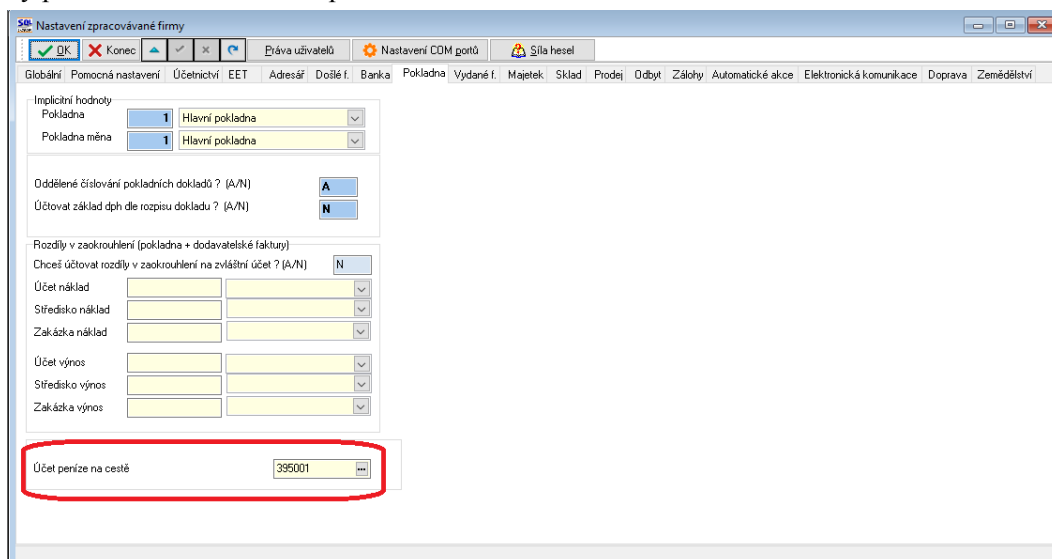 Nastavení zpracovávané firmy
OK Konec Práva uživatelů Nastavení COM portů Síla hesel
Globální Pomocná nastavení Účetnictví EET Adresář Došlé f. Banka Pokladna Vydané f. Majetek Sklad Prodej Odbyt Zálohy Automatické akce Elektronická komunikace Doprava Zemědělství
Implicitní hodnoty
Pokladna 1 Hlavní pokladna
Pokladna měna 1 Hlavní pokladna
Oddělené číslování pokladních dokladů ? (A/N) A
Účtovat základ dph dle rozpisu dokladu ? (A/N) N
Rozdíly v zaokrouhlení (pokladna + dodavatelské faktury)
Chceš účtovat rozdíly v zaokrouhlení na zvláštní účet ? (A/N) N
Účet náklad
Středisko náklad
Zakázka náklad
Účet výnos
Středisko výnos
Zakázka výnos
Účet peníze na cestě 395001 ...